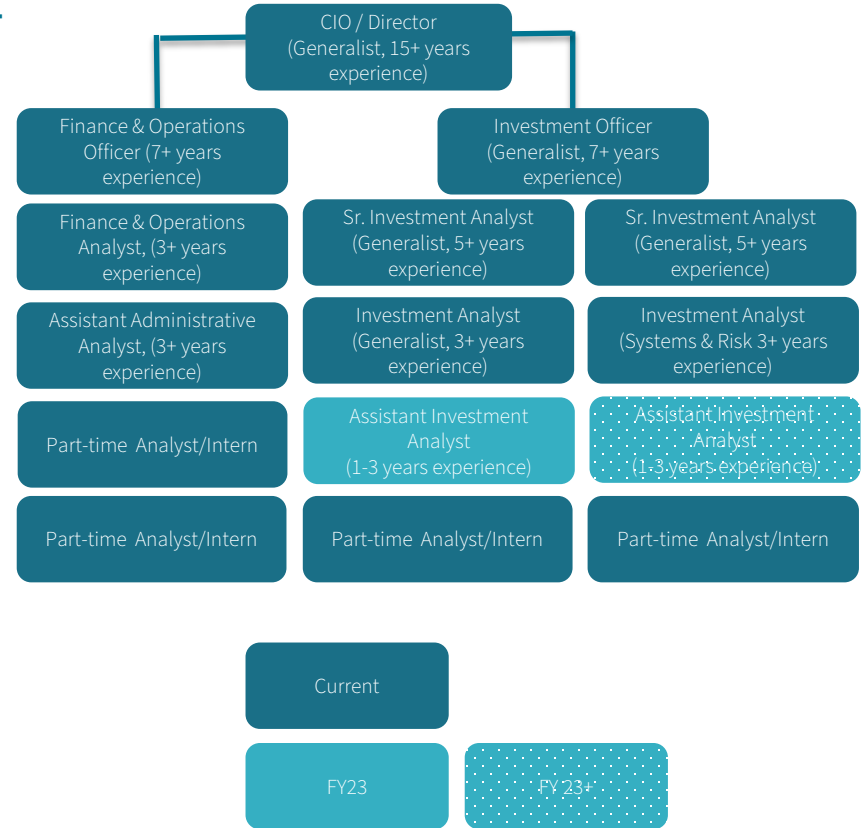 CIO / Director
(Generalist, 15+ years
experience)
Finance & Operations
Officer (7+ years
experience)
Investment Officer
(Generalist, 7+ years
experience)
Finance & Operations
Analyst, (3+ years
experience)
Sr. Investment Analyst
(Generalist, 5+ years
experience)
Sr. Investment Analyst
(Generalist, 5+ years
experience)
Assistant Administrative
Analyst, (3+ years
experience)
Investment Analyst
(Generalist, 3+ years
experience)
Investment Analyst
(Systems & Risk 3+ years
experience)
Part-time Analyst/Intern
Assistant Investment
Analyst
(1-3 years experience)
Assistant Investment
Analyst
(1-3 years experience)
Part-time Analyst/Intern
Part-time Analyst/Intern
Part-time Analyst/Intern
Current
FY23
FY 23+